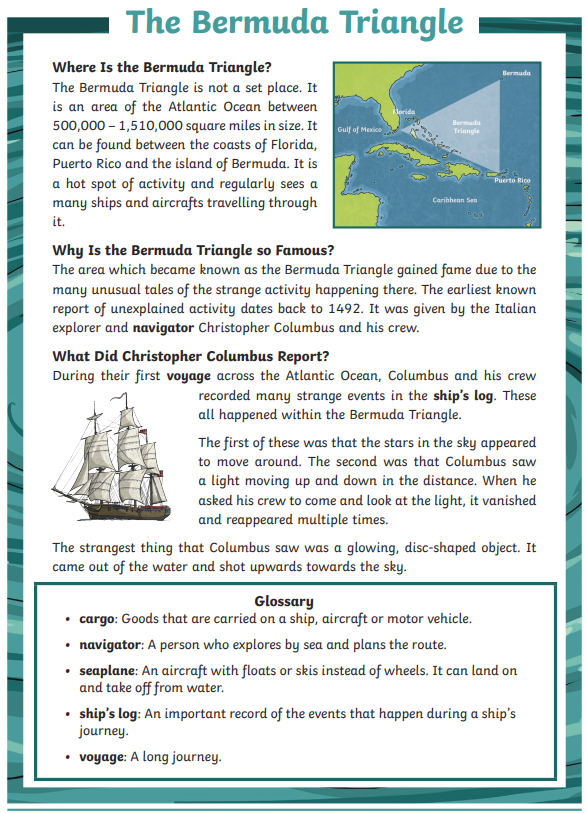 The Bermuda Triangle
Where Is the Bermuda Triangle?
The Bermuda Triangle is not a set place. It
is an area of the Atlantic Ocean between
500,000 – 1,510,000 square miles in size. It
can be found between the coasts of Florida,
Puerto Rico and the island of Bermuda. It is
a hot spot of activity and regularly sees a
many ships and aircrafts travelling through
it.
Bermuda
Florida
Gulf of Mexico
Bermuda
Triangle
Puerto Rico
Caribbean Sea
Why Is the Bermuda Triangle so Famous?
The area which became known as the Bermuda Triangle gained fame due to the
many unusual tales of the strange activity happening there. The earliest known
report of unexplained activity dates back to 1492. It was given by the Italian
explorer and navigator Christopher Columbus and his crew.
What Did Christopher Columbus Report?
During their first voyage across the Atlantic Ocean, Columbus and his crew
recorded many strange events in the ship's log. These
all happened within the Bermuda Triangle.
The first of these was that the stars in the sky appeared
to move around. The second was that Columbus saw
a light moving up and down in the distance. When he
asked his crew to come and look at the light, it vanished
and reappeared multiple times.
The strangest thing that Columbus saw was a glowing, disc-shaped object. It
came out of the water and shot upwards towards the sky.
Glossary
• cargo: Goods that are carried on a ship, aircraft or motor vehicle.
• navigator: A person who explores by sea and plans the route.
• seaplane: An aircraft with floats or skis instead of wheels. It can land on
and take off from water.
• ship's log: An important record of the events that happen during a ship's
journey.
• voyage: A long journey.